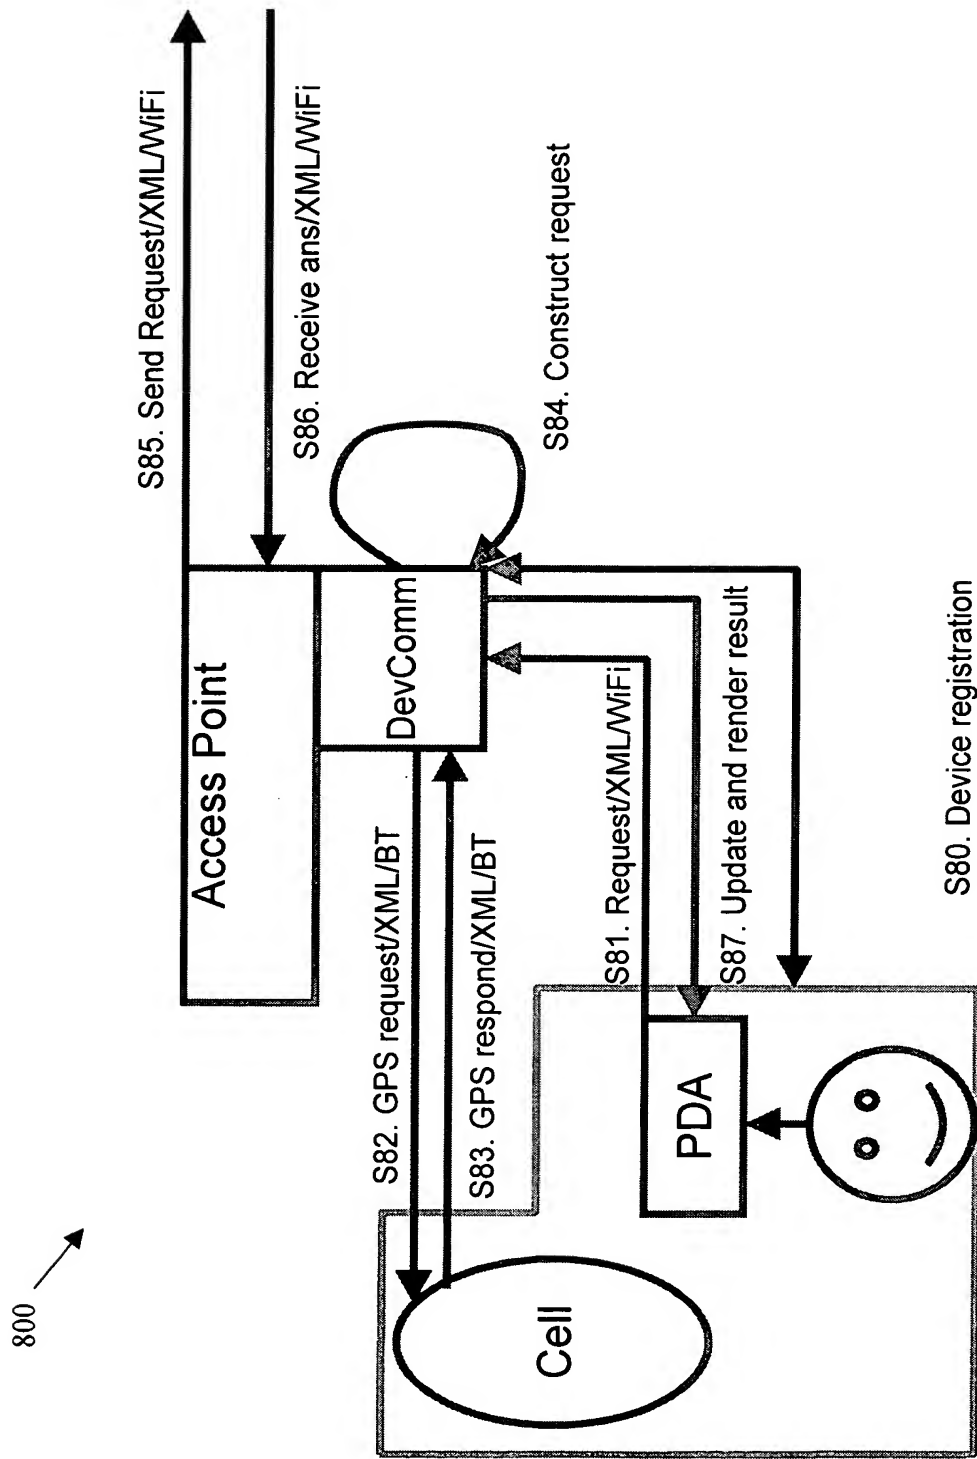 800
S85. Send Request/XML/WiFi
S86. Receive ans/XML/WiFi
Access Point
DevComm
S84. Construct request
S82. GPS request/XML/BT
S83. GPS respond/XML/BT
S81. Request/XML/WiFi
S87. Update and render result
Cell
PDA
S80. Device registration